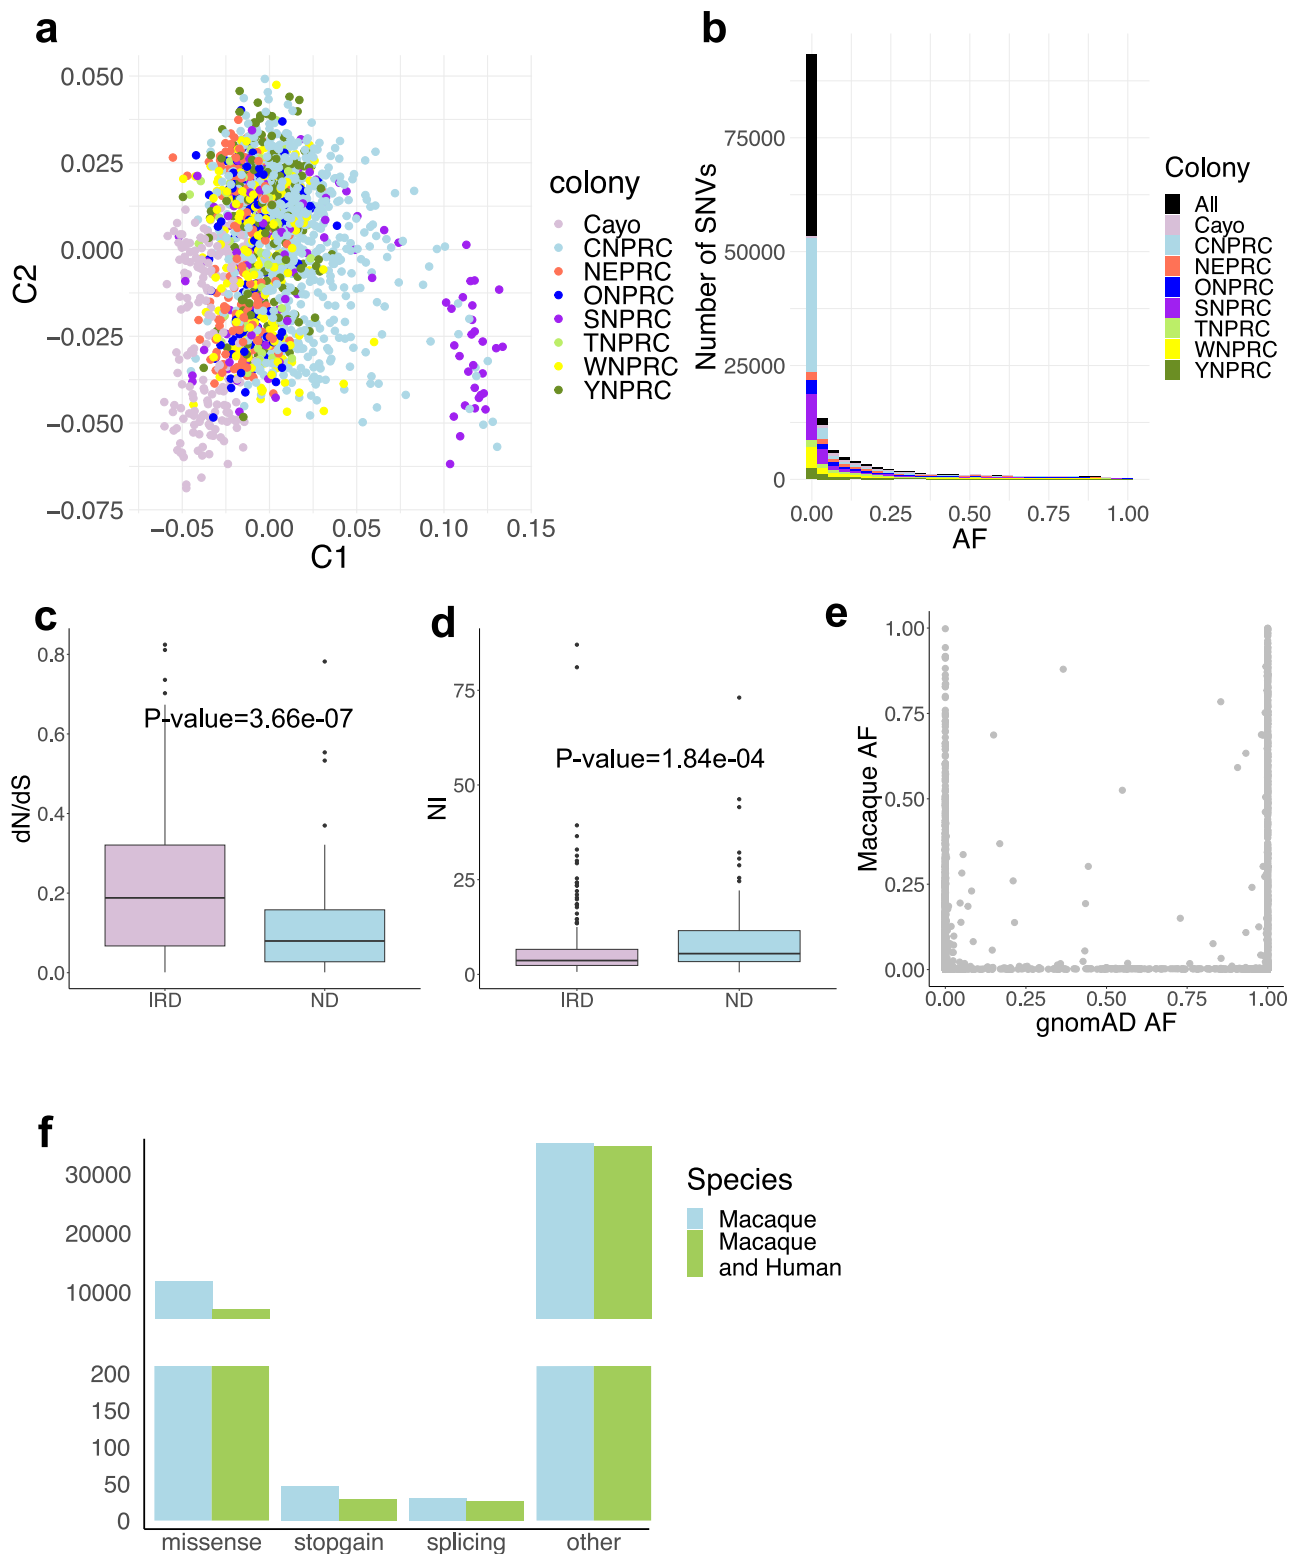 a
0.050
0.025
0.000
−0.025
−0.050
−0.075
C2
−0.05 0.00 0.05 0.10 0.15
C1
colony
Cayo
CNPRC
NEPRC
ONPRC
SNPRC
TNPRC
WNPRC
YNPRC
b
75000
50000
25000
0
Number of SNVs
0.00 0.25 0.50 0.75 1.00
AF
Colony
All
Cayo
CNPRC
NEPRC
ONPRC
SNPRC
TNPRC
WNPRC
YNPRC
c
0.8
0.6
0.4
0.2
0.0
dN/dS
P-value=3.66e-07
IRD ND
d
75
50
25
0
NI
P-value=1.84e-04
IRD ND
e
1.00
0.75
0.50
0.25
0.00
Macaque AF
0.00 0.25 0.50 0.75 1.00
gnomAD AF
f
30000
20000
10000
200
150
100
50
0
missense stopgain splicing other
Species
Macaque
Macaque
and Human